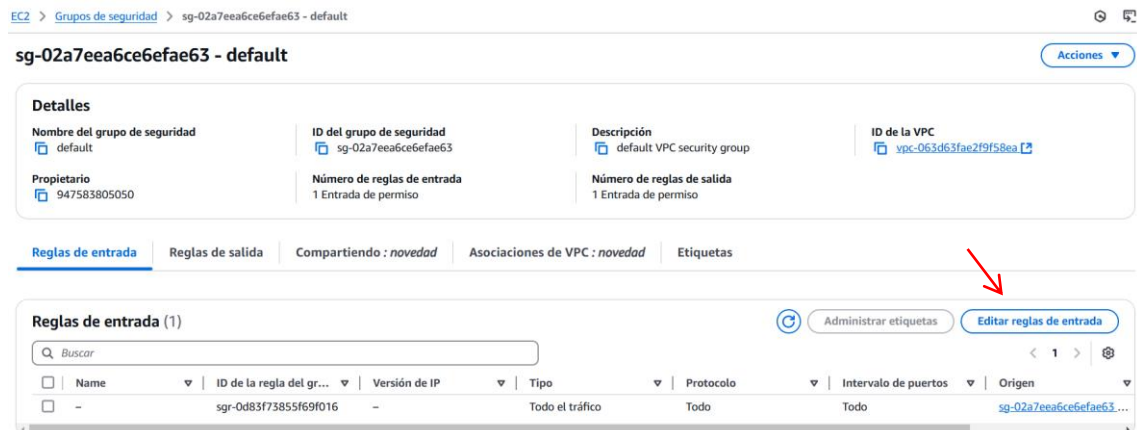 EC2 > Grupos de seguridad > sg-02a7eea6ce6efae63 - default
sg-02a7eea6ce6efae63 - default
Acciones
Detalles
Nombre del grupo de seguridad
default
ID del grupo de seguridad
sg-02a7eea6ce6efae63
Descripción
default VPC security group
ID de la VPC
vpc-063d63fae2f9f58ea
Propietario
947583805050
Número de reglas de entrada
1 Entrada de permiso
Número de reglas de salida
1 Entrada de permiso
Reglas de entrada Reglas de salida Compartiendo : novedad Asociaciones de VPC : novedad Etiquetas
Reglas de entrada (1)
Administrar etiquetas
Editar reglas de entrada
Buscar
< 1 >
Name ID de la regla del gr... Versión de IP Tipo Protocolo Intervalo de puertos Origen
– sgr-0d83f73855f69f016 – Todo el tráfico Todo Todo sg-02a7eea6ce6efae63 ...